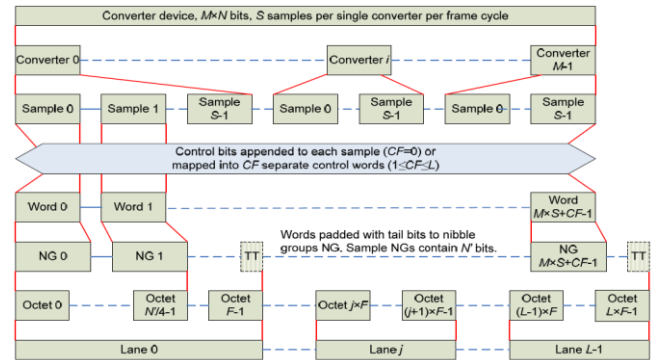 Converter device, M×N bits, S samples per single converter per frame cycle
Converter 0
Converter i
Converter
M-1
Sample 0
Sample 1
Sample
S-1
Sample 0
Sample
S-1
Sample 0
Sample
S-1
Control bits appended to each sample (CF=0) or
mapped into CF separate control words (1≤CF≤L)
Word 0
Word 1
Word
M×S+CF-1
NG 0
NG 1
TT
Words padded with tail bits to nibble
groups NG. Sample NGs contain N' bits.
NG
M×S+CF-1
TT
Octet 0
Octet
N'/4-1
Octet
F-1
Octet j×F
Octet
(j+1)×F-1
Octet
(L-1)×F
Octet
L×F-1
Lane 0
Lane j
Lane L-1